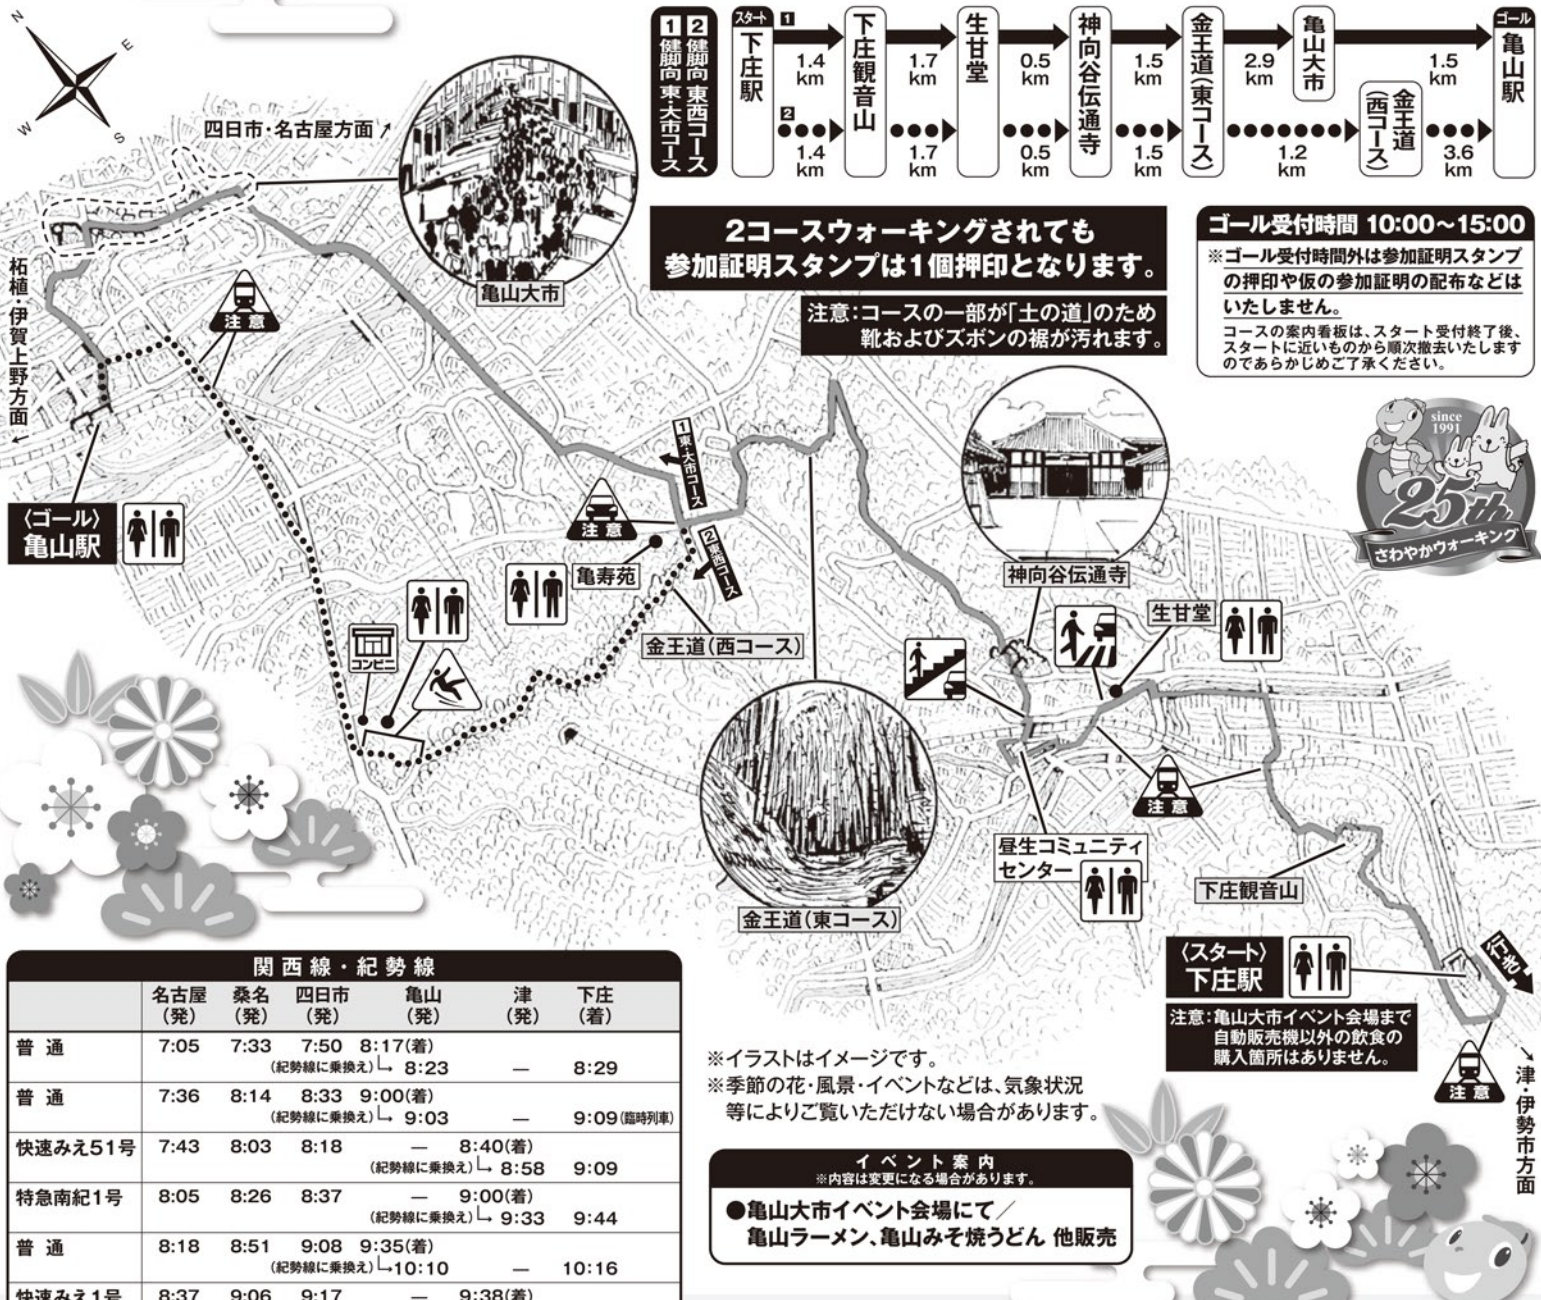 N
E
W
S
四日市・名古屋方面↗
柘植・伊賀上野方面←
亀山大市
1 健脚向 東・大市コース
2 健脚向 東西コース
スタート
下庄駅
1
1.4km
下庄観音山
1.7km
生甘堂
0.5km
神向谷伝通寺
1.5km
金王道(東コース)
2.9km
亀山大市
1.5km
ゴール
亀山駅
2
1.4km
1.7km
0.5km
1.5km
1.2km
金王道(西コース)
3.6km
2コースウォーキングされても
参加証明スタンプは1個押印となります。
注意:コースの一部が「土の道」のため
靴およびズボンの裾が汚れます。
ゴール受付時間 10:00〜15:00
※ゴール受付時間外は参加証明スタンプ
の押印や仮の参加証明の配布などは
いたしません。
コースの案内看板は、スタート受付終了後、
スタートに近いものから順次撤去いたします
のであらかじめご了承ください。
since
1991
25th
さわやかウォーキング
注意
1 東・大市コース
2 東西コース
注意
亀寿苑
〈ゴール〉
亀山駅
コンビニ
金王道(西コース)
神向谷伝通寺
生甘堂
注意
昼生コミュニティ
センター
金王道(東コース)
下庄観音山
〈スタート〉
下庄駅
行き
注意:亀山大市イベント会場まで
自動販売機以外の飲食の
購入箇所はありません。
注意
→津・伊勢市方面
関西線・紀勢線
名古屋(発) 桑名(発) 四日市(発) 亀山(発) 津(発) 下庄(着)
普通 7:05 7:33 7:50 8:17(着)
(紀勢線に乗換え)→ 8:23 — 8:29
普通 7:36 8:14 8:33 9:00(着)
(紀勢線に乗換え)→ 9:03 — 9:09(臨時列車)
快速みえ51号 7:43 8:03 8:18 — 8:40(着)
(紀勢線に乗換え)→ 8:58 9:09
特急南紀1号 8:05 8:26 8:37 — 9:00(着)
(紀勢線に乗換え)→ 9:33 9:44
普通 8:18 8:51 9:08 9:35(着)
(紀勢線に乗換え)→10:10 — 10:16
快速みえ1号 8:37 9:06 9:17 — 9:38(着)
※イラストはイメージです。
※季節の花・風景・イベントなどは、気象状況
等によりご覧いただけない場合があります。
イベント案内
※内容は変更になる場合があります。
●亀山大市イベント会場にて／
亀山ラーメン、亀山みそ焼うどん 他販売